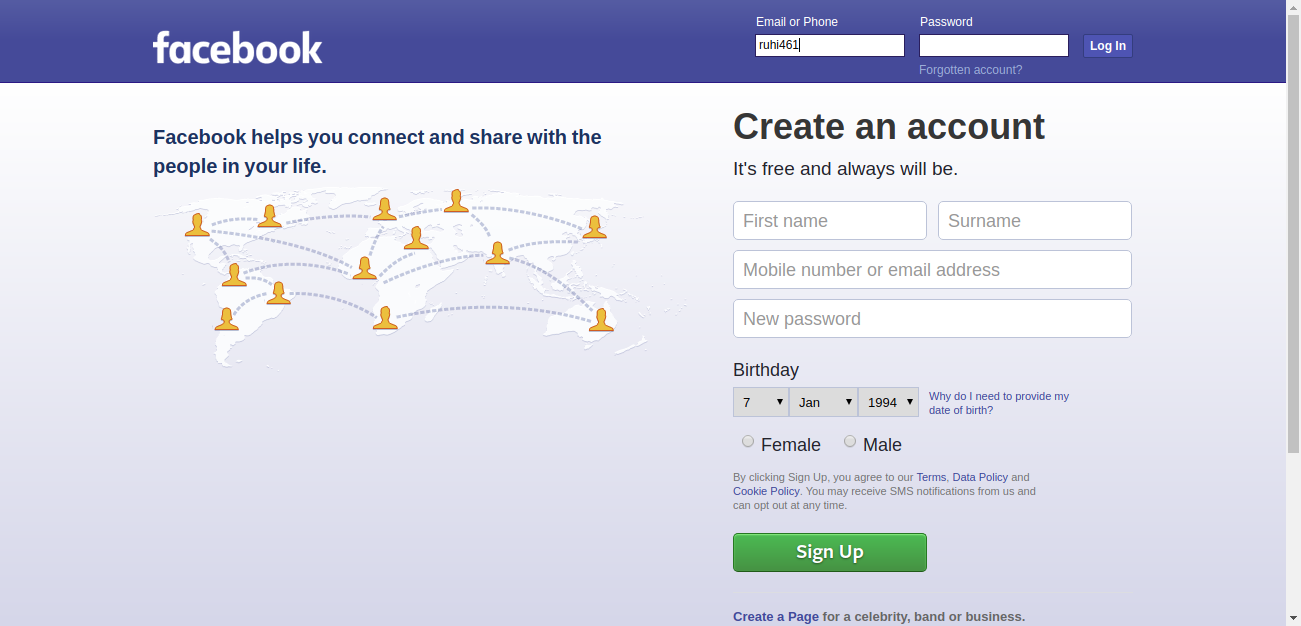 facebook
Email or Phone
Password
ruhi461
Log In
Forgotten account?
Facebook helps you connect and share with the
people in your life.
Create an account
It's free and always will be.
First name
Surname
Mobile number or email address
New password
Birthday
7
Jan
1994
Why do I need to provide my
date of birth?
Female
Male
By clicking Sign Up, you agree to our Terms, Data Policy and
Cookie Policy. You may receive SMS notifications from us and
can opt out at any time.
Sign Up
Create a Page for a celebrity, band or business.